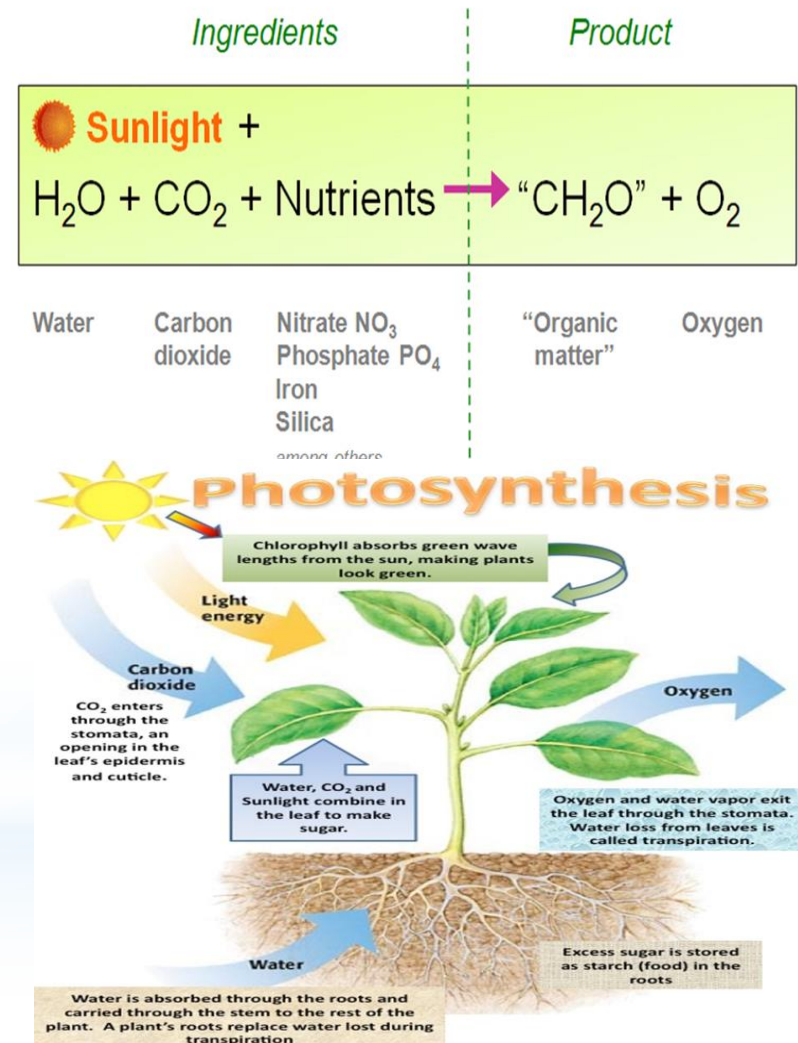 Ingredients
Product
Sunlight +
H₂O + CO₂ + Nutrients → “CH₂O” + O₂
Water
Carbon
dioxide
Nitrate NO₃
Phosphate PO₄
Iron
Silica
among others
“Organic
matter”
Oxygen
Photosynthesis
Chlorophyll absorbs green wave
lengths from the sun, making plants
look green.
Light
energy
Carbon
dioxide
CO₂ enters
through the
stomata, an
opening in the
leaf’s epidermis
and cuticle.
Oxygen
Water, CO₂ and
Sunlight combine in
the leaf to make
sugar.
Oxygen and water vapor exit
the leaf through the stomata.
Water loss from leaves is
called transpiration.
Water
Excess sugar is stored
as starch (food) in the
roots
Water is absorbed through the roots and
carried through the stem to the rest of the
plant. A plant’s roots replace water lost during
transpiration